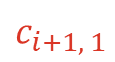 c_{i+1, 1}